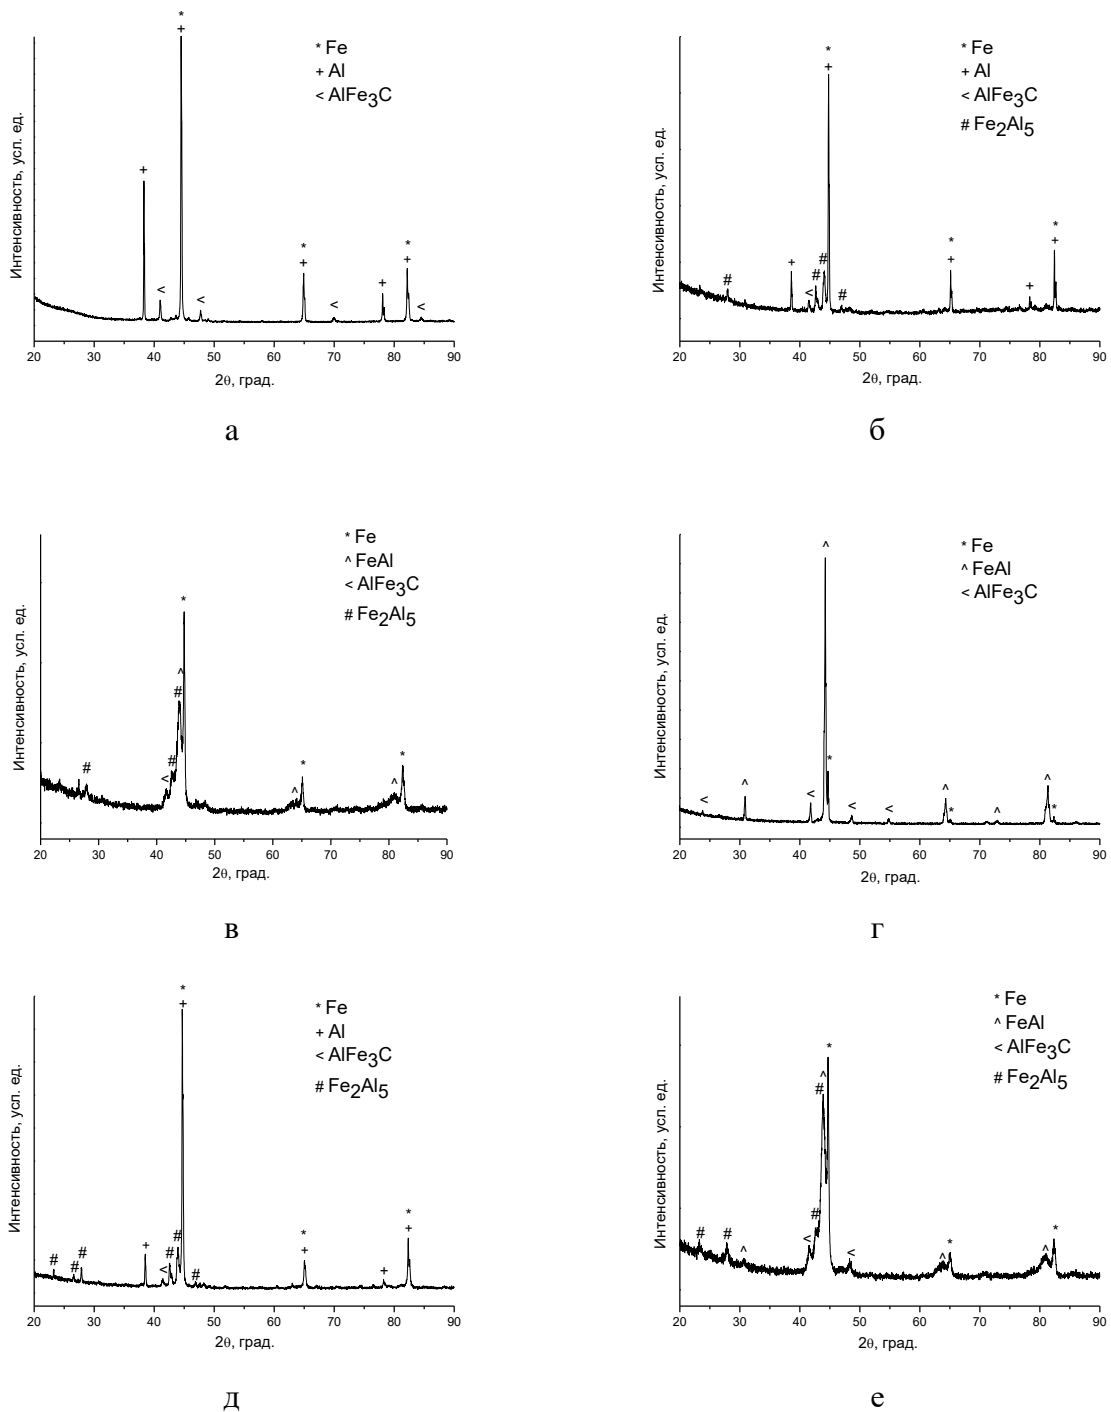 *
+
* Fe
+ Al
< AlFe3C
+
<
<
*
+
<
+
*
+
<
Интенсивность, усл. ед.
20 30 40 50 60 70 80 90
2θ, град.
а
*
+
* Fe
+ Al
< AlFe3C
# Fe2Al5
#
+
<
#
#
#
*
+
+
*
+
Интенсивность, усл. ед.
20 30 40 50 60 70 80 90
2θ, град.
б
* Fe
^ FeAl
< AlFe3C
# Fe2Al5
*
^
#
#
<
#
^
*
^
*
Интенсивность, усл. ед.
20 30 40 50 60 70 80 90
2θ, град.
в
^
* Fe
^ FeAl
< AlFe3C
<
^
<
*
<
<
^
*
^
^
*
Интенсивность, усл. ед.
20 30 40 50 60 70 80 90
2θ, град.
г
*
+
* Fe
+ Al
< AlFe3C
# Fe2Al5
#
#
#
+
<
#
#
#
*
+
+
*
+
Интенсивность, усл. ед.
20 30 40 50 60 70 80 90
2θ, град.
д
* Fe
^ FeAl
< AlFe3C
# Fe2Al5
*
^
#
#
#
^
<
#
<
^
*
^
*
Интенсивность, усл. ед.
20 30 40 50 60 70 80 90
2θ, град.
е